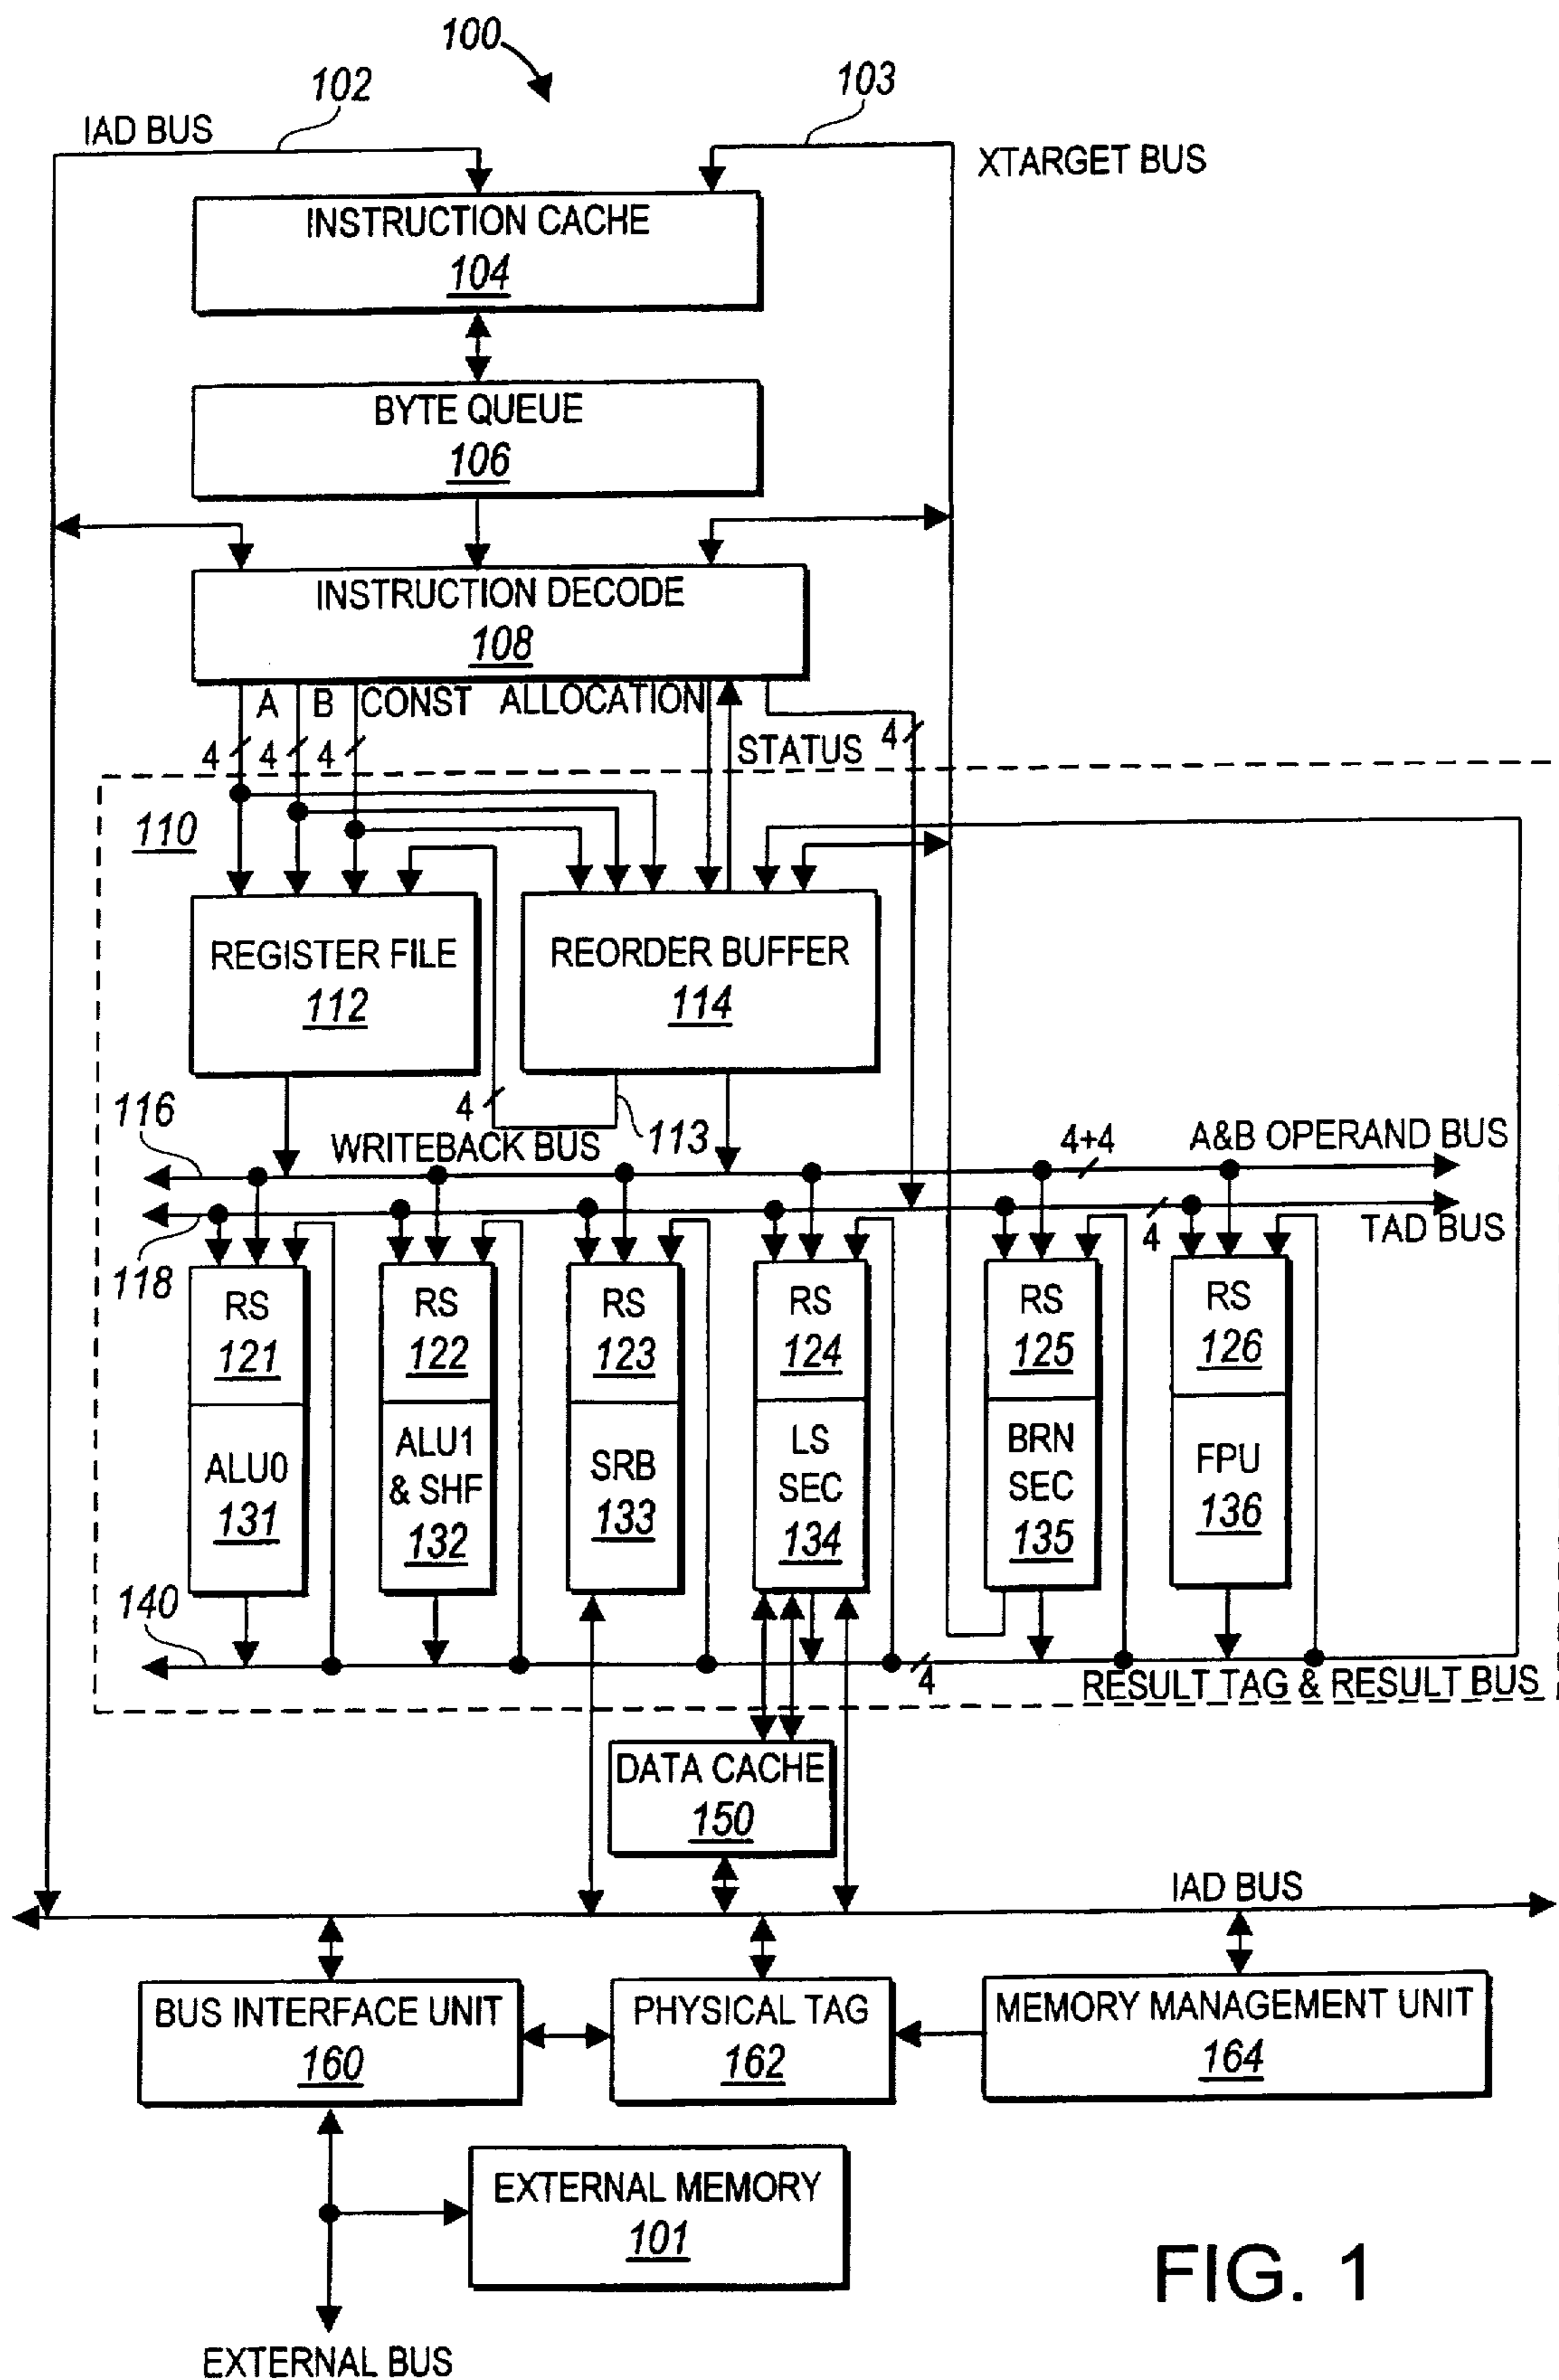 100
102
103
IAD BUS
XTARGET BUS
INSTRUCTION CACHE
104
BYTE QUEUE
106
INSTRUCTION DECODE
108
A B CONST ALLOCATION
4 4 4
STATUS
4
110
REGISTER FILE
112
REORDER BUFFER
114
4
113
116
WRITEBACK BUS
4+4
A&B OPERAND BUS
118
4
TAD BUS
RS
121
ALU0
131
RS
122
ALU1
& SHF
132
RS
123
SRB
133
RS
124
LS
SEC
134
RS
125
BRN
SEC
135
RS
126
FPU
136
140
4
RESULT TAG & RESULT BUS
DATA CACHE
150
IAD BUS
BUS INTERFACE UNIT
160
PHYSICAL TAG
162
MEMORY MANAGEMENT UNIT
164
EXTERNAL MEMORY
101
EXTERNAL BUS
FIG. 1